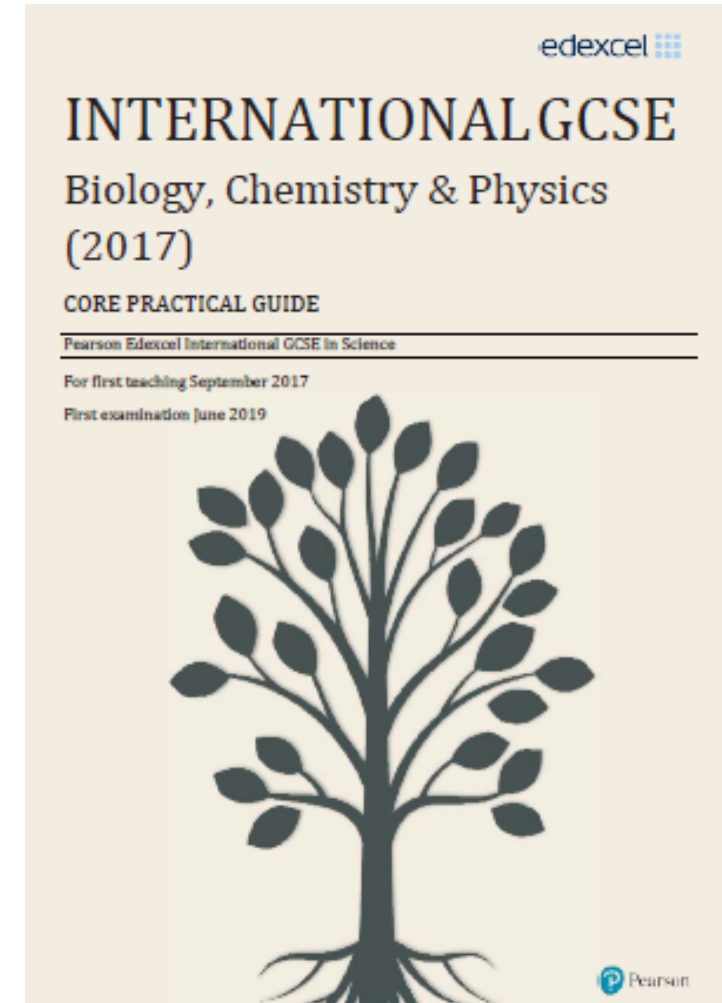 edexcel
INTERNATIONAL GCSE
Biology, Chemistry & Physics
(2017)
CORE PRACTICAL GUIDE
Pearson Edexcel International GCSE in Science
For first teaching September 2017
First examination June 2019
Pearson